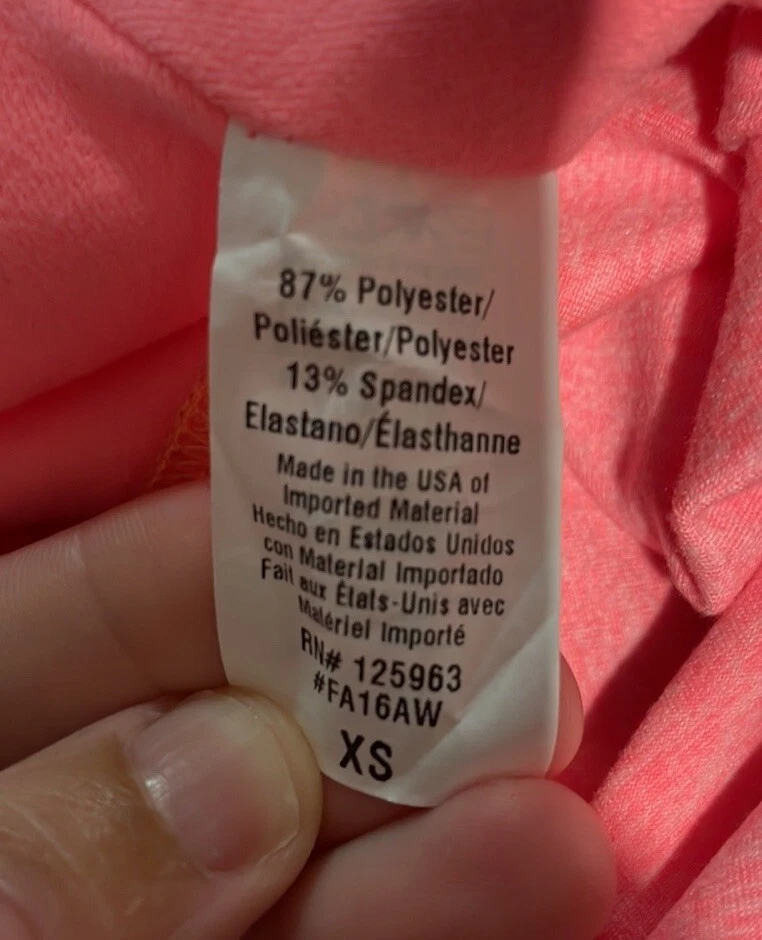 87% Polyester/
Poliéster/Polyester
13% Spandex/
Elastano/Élasthanne
Made in the USA of
Imported Material
Hecho en Estados Unidos
con Material Importado
Fait aux États-Unis avec
Matériel Importé
RN# 125963
#FA16AW
XS